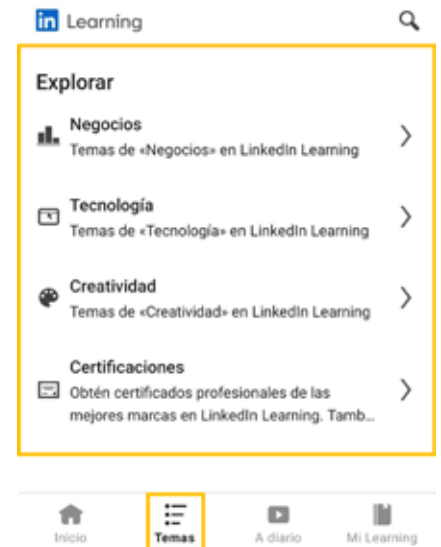 in Learning
Explorar
Negocios
Temas de «Negocios» en LinkedIn Learning
Tecnología
Temas de «Tecnología» en LinkedIn Learning
Creatividad
Temas de «Creatividad» en LinkedIn Learning
Certificaciones
Obtén certificados profesionales de las
mejores marcas en LinkedIn Learning. Tamb...
Inicio Temas A diario Mi Learning